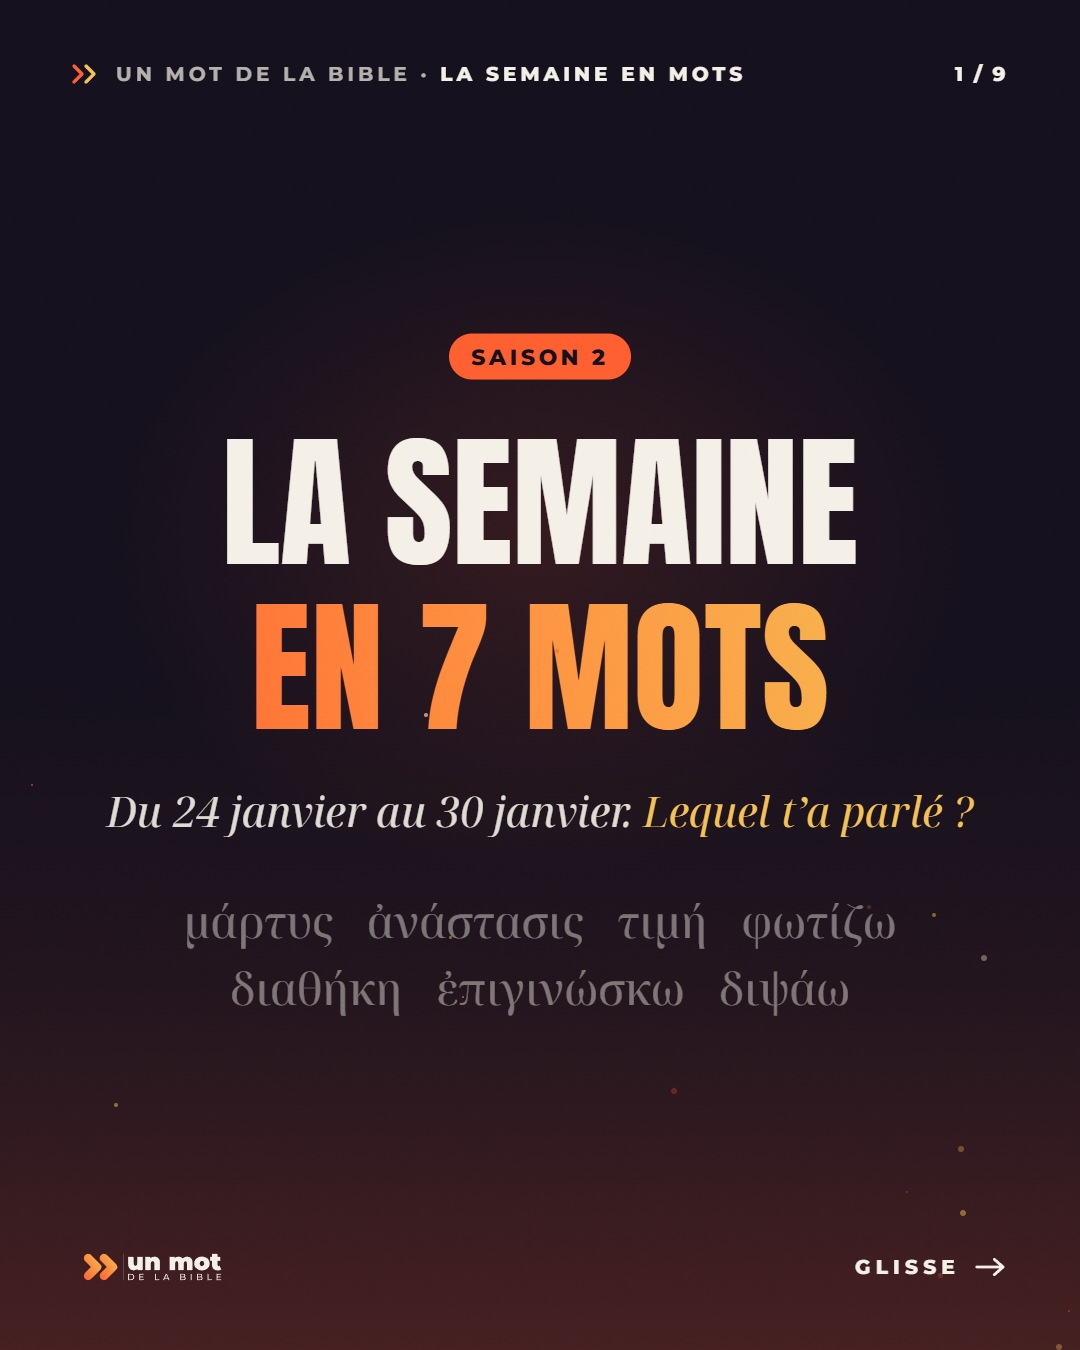 UN MOT DE LA BIBLE · LA SEMAINE EN MOTS 1 / 9
SAISON 2
LA SEMAINE
EN 7 MOTS
Du 24 janvier au 30 janvier. Lequel t’a parlé ?
μάρτυς ἀνάστασις τιμή φωτίζω
διαθήκη ἐπιγινώσκω διψάω
un mot
DE LA BIBLE
GLISSE →